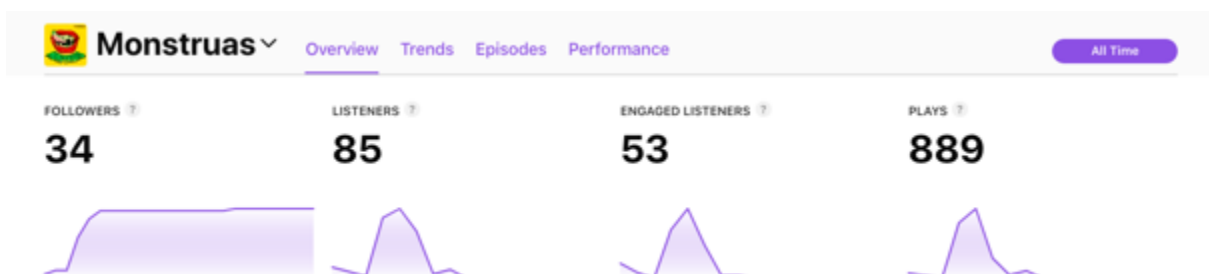 Monstruas Overview Trends Episodes Performance All Time
FOLLOWERS ? LISTENERS ? ENGAGED LISTENERS ? PLAYS ?
34 85 53 889